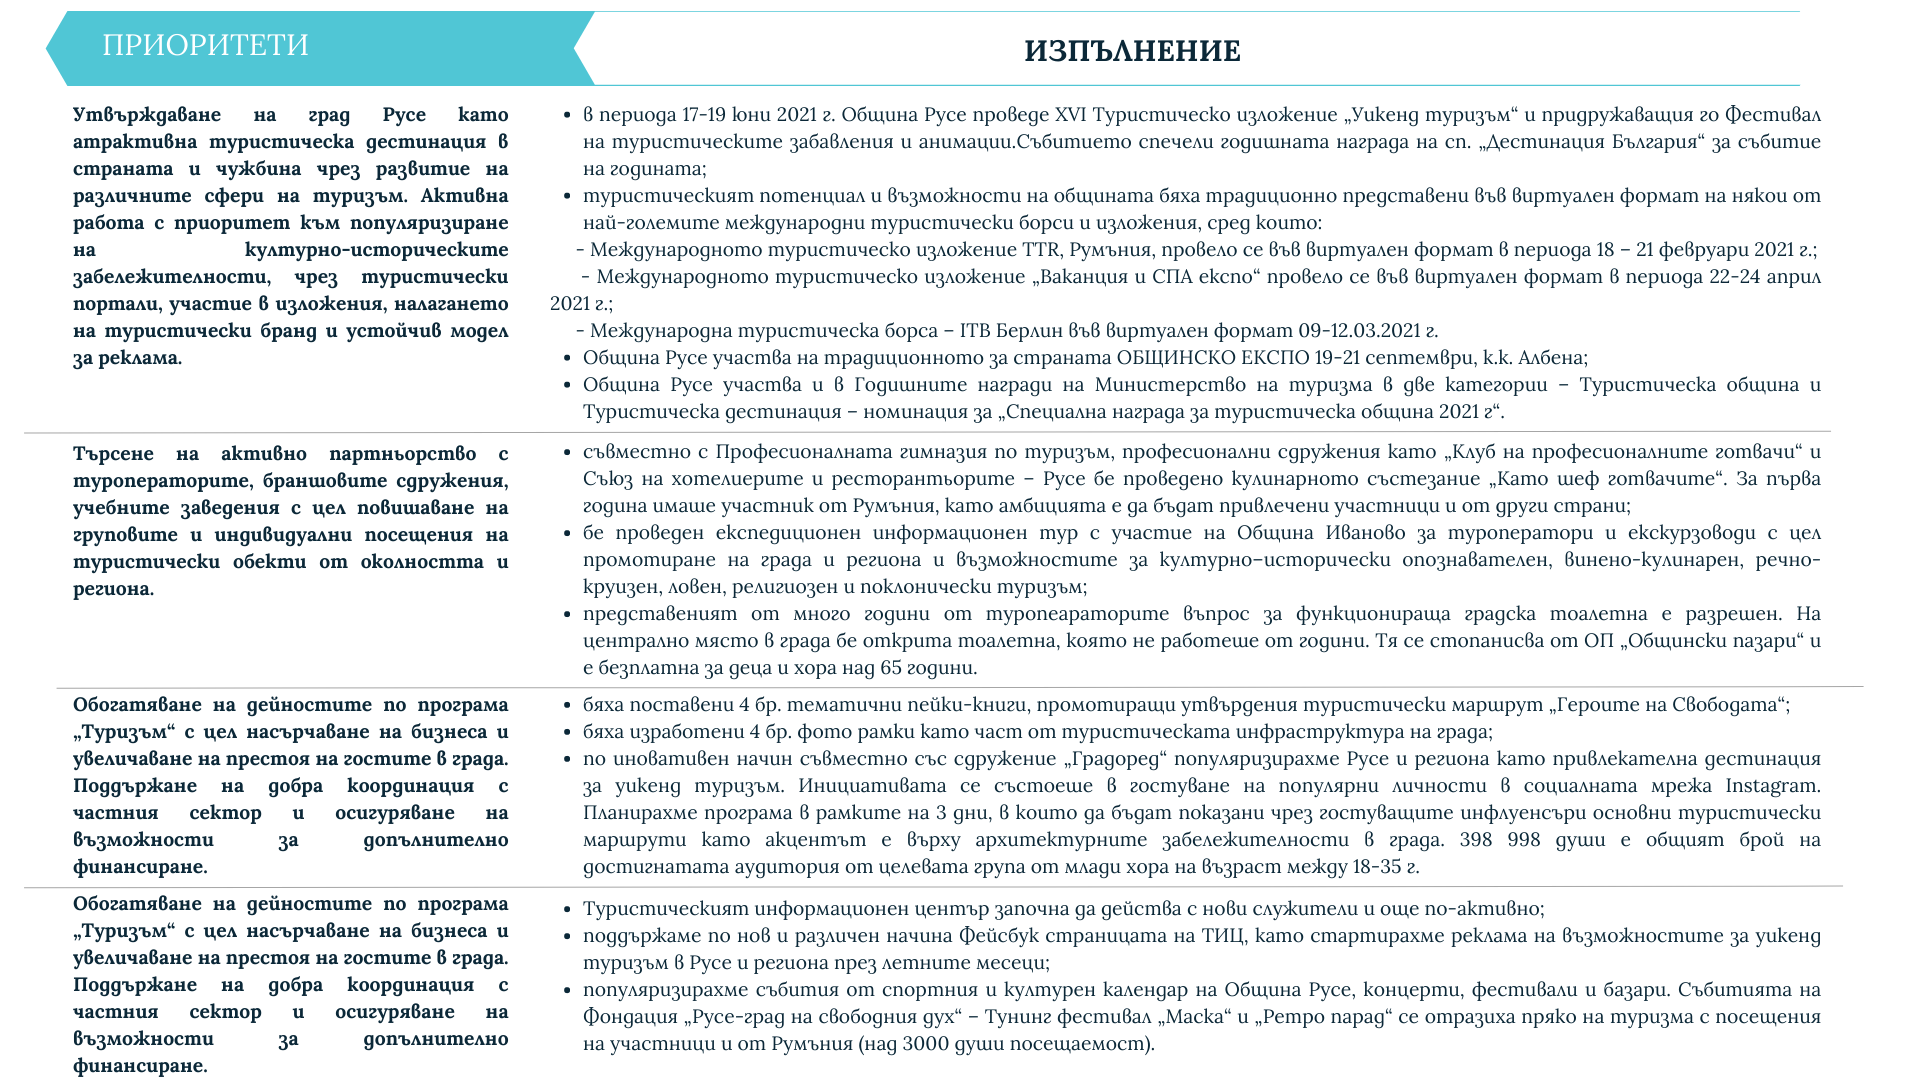 ПРИОРИТЕТИ
ИЗПЪЛНЕНИЕ
Утвърждаване на град Русе като
атрактивна туристическа дестинация в
страната и чужбина чрез развитие на
различните сфери на туризъм. Активна
работа с приоритет към популяризиране
на културно-историческите
забележителности, чрез туристически
портали, участие в изложения, налагането
на туристически бранд и устойчив модел
за реклама.
• в периода 17-19 юни 2021 г. Община Русе проведе XVI Туристическо изложение „Уикенд туризъм“ и придружаващия го Фестивал
на туристическите забавления и анимации.Събитието спечели годишната награда на сп. „Дестинация България“ за събитие
на годината;
• туристическият потенциал и възможности на общината бяха традиционно представени във виртуален формат на някои от
най-големите международни туристически борси и изложения, сред които:
- Международното туристическо изложение TTR, Румъния, провело се във виртуален формат в периода 18 – 21 февруари 2021 г.;
- Международното туристическо изложение „Ваканция и СПА експо“ провело се във виртуален формат в периода 22-24 април
2021 г.;
- Международна туристическа борса – ITB Берлин във виртуален формат 09-12.03.2021 г.
• Община Русе участва на традиционното за страната ОБЩИНСКО ЕКСПО 19-21 септември, к.к. Албена;
• Община Русе участва и в Годишните награди на Министерство на туризма в две категории – Туристическа община и
Туристическа дестинация – номинация за „Специална награда за туристическа община 2021 г“.
Търсене на активно партньорство с
туроператорите, браншовите сдружения,
учебните заведения с цел повишаване на
груповите и индивидуални посещения на
туристически обекти от околността и
региона.
• съвместно с Професионалната гимназия по туризъм, професионални сдружения като „Клуб на професионалните готвачи“ и
Съюз на хотелиерите и ресторантьорите – Русе бе проведено кулинарното състезание „Като шеф готвачите“. За първа
година имаше участник от Румъния, като амбицията е да бъдат привлечени участници и от други страни;
• бе проведен експедиционен информационен тур с участие на Община Иваново за туроператори и екскурзоводи с цел
промотиране на града и региона и възможностите за културно–исторически опознавателен, винено-кулинарен, речно-
круизен, ловен, религиозен и поклонически туризъм;
• представеният от много години от туропеараторите въпрос за функционираща градска тоалетна е разрешен. На
централно място в града бе открита тоалетна, която не работеше от години. Тя се стопанисва от ОП „Общински пазари“ и
е безплатна за деца и хора над 65 години.
Обогатяване на дейностите по програма
„Туризъм“ с цел насърчаване на бизнеса и
увеличаване на престоя на гостите в града.
Поддържане на добра координация с
частния сектор и осигуряване на
възможности за допълнително
финансиране.
• бяха поставени 4 бр. тематични пейки-книги, промотиращи утвърдения туристически маршрут „Героите на Свободата“;
• бяха изработени 4 бр. фото рамки като част от туристическата инфраструктура на града;
• по иновативен начин съвместно със сдружение „Градоред“ популяризирахме Русе и региона като привлекателна дестинация
за уикенд туризъм. Инициативата се състоеше в гостуване на популярни личности в социалната мрежа Instagram.
Планирахме програма в рамките на 3 дни, в които да бъдат показани чрез гостуващите инфлуенсъри основни туристически
маршрути като акцентът е върху архитектурните забележителности в града. 398 998 души е общият брой на
достигнатата аудитория от целевата група от млади хора на възраст между 18-35 г.
Обогатяване на дейностите по програма
„Туризъм“ с цел насърчаване на бизнеса и
увеличаване на престоя на гостите в града.
Поддържане на добра координация с
частния сектор и осигуряване на
възможности за допълнително
финансиране.
• Туристическият информационен център започна да действа с нови служители и още по-активно;
• поддържаме по нов и различен начина Фейсбук страницата на ТИЦ, като стартирахме реклама на възможностите за уикенд
туризъм в Русе и региона през летните месеци;
• популяризирахме събития от спортния и културен календар на Община Русе, концерти, фестивали и базари. Събитията на
Фондация „Русе-град на свободния дух“ – Тунинг фестивал „Маска“ и „Ретро парад“ се отразиха пряко на туризма с посещения
на участници и от Румъния (над 3000 души посещаемост).